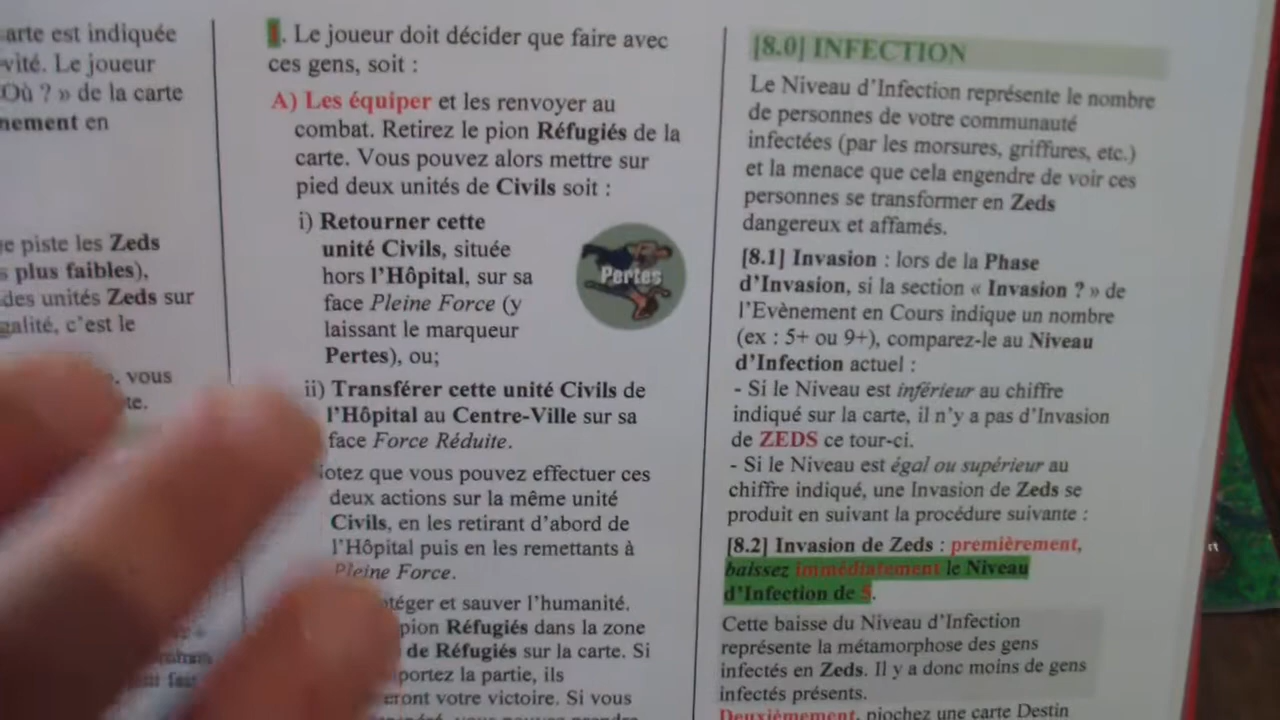 arte est indiquée
vité. Le joueur
Où ? » de la carte
nement en
e piste les Zeds
s plus faibles),
des unités Zeds sur
galité, c'est le
vous
te.
1. Le joueur doit décider que faire avec
ces gens, soit :
A) Les équiper et les renvoyer au
combat. Retirez le pion Réfugiés de la
carte. Vous pouvez alors mettre sur
pied deux unités de Civils soit :
i) Retourner cette
unité Civils, située
hors l'Hôpital, sur sa
face Pleine Force (y
laissant le marqueur
Pertes), ou;
Pertes
ii) Transférer cette unité Civils de
l'Hôpital au Centre-Ville sur sa
face Force Réduite.
otez que vous pouvez effectuer ces
deux actions sur la même unité
Civils, en les retirant d'abord de
l'Hôpital puis en les remettants à
Pleine Force.
téger et sauver l'humanité.
pion Réfugiés dans la zone
de Réfugiés sur la carte. Si
portez la partie, ils
eront votre victoire. Si vous
[8.0] INFECTION
Le Niveau d'Infection représente le nombre
de personnes de votre communauté
infectées (par les morsures, griffures, etc.)
et la menace que cela engendre de voir ces
personnes se transformer en Zeds
dangereux et affamés.
[8.1] Invasion : lors de la Phase
d'Invasion, si la section « Invasion ? » de
l'Evènement en Cours indique un nombre
(ex : 5+ ou 9+), comparez-le au Niveau
d'Infection actuel :
- Si le Niveau est inférieur au chiffre
indiqué sur la carte, il n'y a pas d'Invasion
de ZEDS ce tour-ci.
- Si le Niveau est égal ou supérieur au
chiffre indiqué, une Invasion de Zeds se
produit en suivant la procédure suivante :
[8.2] Invasion de Zeds : premièrement,
baissez immédiatement le Niveau
d'Infection de 5.
Cette baisse du Niveau d'Infection
représente la métamorphose des gens
infectés en Zeds. Il y a donc moins de gens
infectés présents.
Deuxièmement, piochez une carte Destin